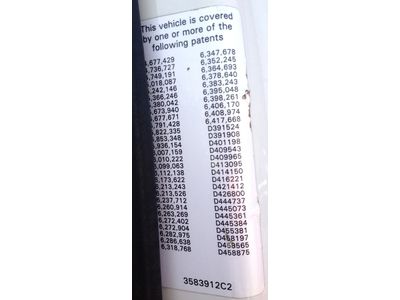 This vehicle is covered
by one or more of the
following patents
,677,429
,736,727
,749,191
,018,087
,242,146
,366,246
,380,042
,673,940
,677,671
,791,428
,822,335
,853,348
,936,154
,007,159
,010,222
,099,063
,112,138
,173,622
,213,243
,213,526
6,237,712
6,260,914
6,263,269
6,272,402
6,272,904
6,282,975
6,286,638
6,318,768
6,347,678
6,352,245
6,364,693
6,378,640
6,383,243
6,395,048
6,398,261
6,406,170
6,408,974
6,417,668
D391524
D391908
D401198
D409543
D409965
D413095
D414150
D416221
D421412
D426800
D444737
D445073
D445361
D445384
D455381
D458197
D458565
D458875
3583912C2